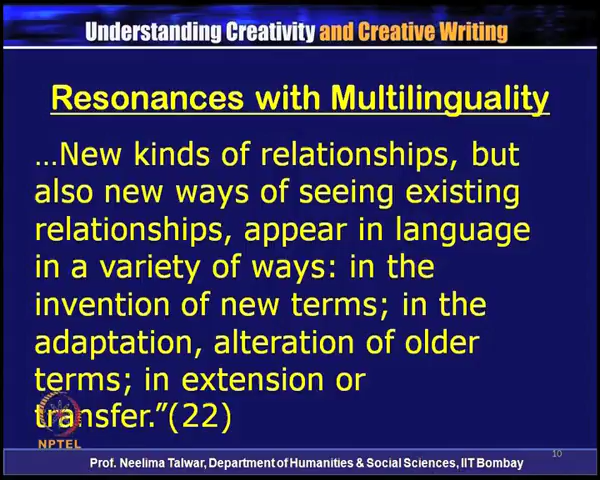 Understanding Creativity and Creative Writing
Resonances with Multilinguality
…New kinds of relationships, but
also new ways of seeing existing
relationships, appear in language
in a variety of ways: in the
invention of new terms; in the
adaptation, alteration of older
terms; in extension or
transfer.”(22)
NPTEL
10
Prof. Neelima Talwar, Department of Humanities & Social Sciences, IIT Bombay